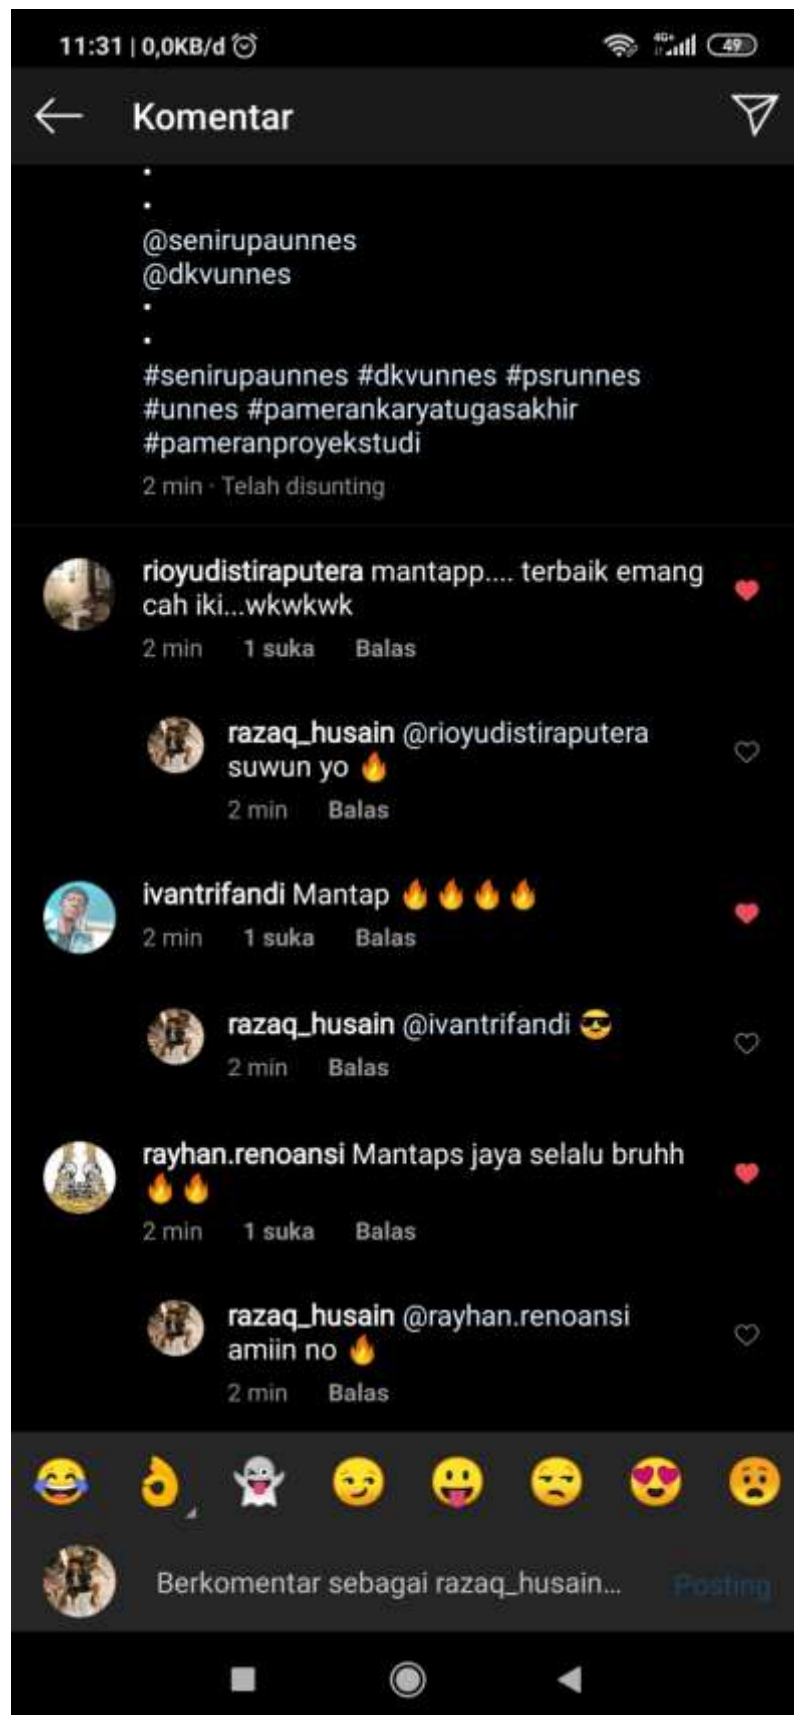 11:31 | 0,0KB/d
4G+
49
Komentar
@senirupaunnes
@dkvunnes
#senirupaunnes #dkvunnes #psrunnes
#unnes #pamerankaryatugasakhir
#pameranproyekstudi
2 min · Telah disunting
rioyudistiraputera mantapp.... terbaik emang
cah iki...wkwkwk
2 min 1 suka Balas
razaq_husain @rioyudistiraputera
suwun yo 🔥
2 min Balas
ivantrifandi Mantap 🔥🔥🔥🔥
2 min 1 suka Balas
razaq_husain @ivantrifandi 😎
2 min Balas
rayhan.renoansi Mantaps jaya selalu bruhh
🔥🔥
2 min 1 suka Balas
razaq_husain @rayhan.renoansi
amiin no 🔥
2 min Balas
Berkomentar sebagai razaq_husain...
Posting